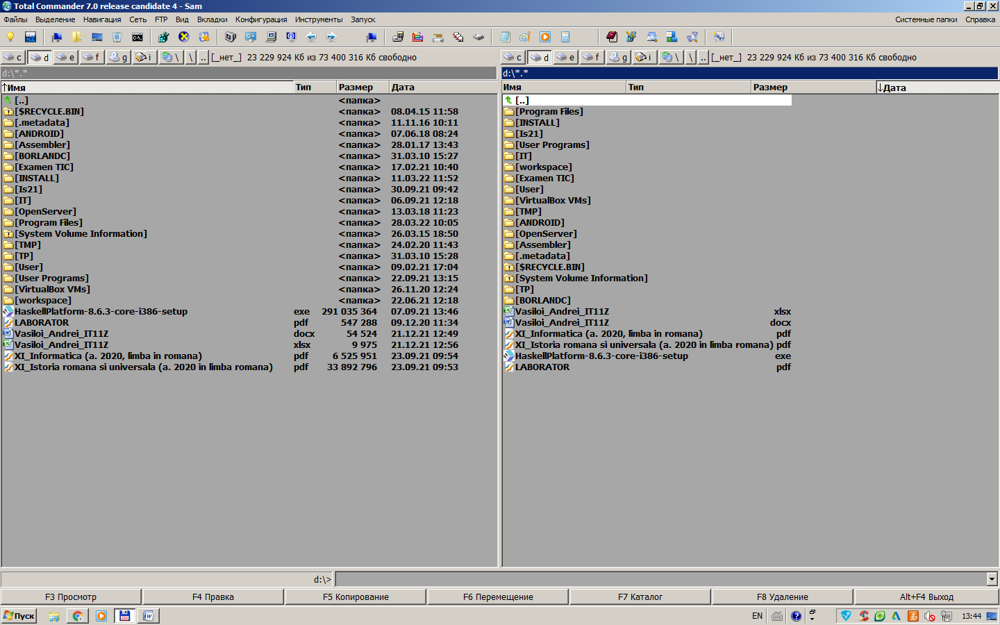 Total Commander 7.0 release candidate 4 - Sam
Файлы Выделение Навигация Сеть FTP Вид Вкладки Конфигурация Инструменты Запуск Системные папки Справка
c d e f g i \ \ .. [_нет_] 23 229 924 Кб из 73 400 316 Кб свободно
d:\*.*
Имя Тип Размер Дата
[..] <папка>
[$RECYCLE.BIN] <папка> 08.04.15 11:58
[.metadata] <папка> 11.11.16 10:11
[ANDROID] <папка> 07.06.18 08:24
[Assembler] <папка> 28.01.17 13:43
[BORLANDC] <папка> 31.03.10 15:27
[Examen TIC] <папка> 17.02.21 10:40
[INSTALL] <папка> 11.03.22 11:52
[Is21] <папка> 30.09.21 09:42
[IT] <папка> 06.09.21 12:18
[OpenServer] <папка> 13.03.18 11:23
[Program Files] <папка> 28.03.22 10:05
[System Volume Information] <папка> 26.03.15 18:50
[TMP] <папка> 24.02.20 11:43
[TP] <папка> 31.03.10 15:28
[User] <папка> 09.02.21 17:04
[User Programs] <папка> 22.09.21 13:15
[VirtualBox VMs] <папка> 26.11.20 12:24
[workspace] <папка> 22.06.21 12:18
HaskellPlatform-8.6.3-core-i386-setup exe 291 035 364 07.09.21 13:46
LABORATOR pdf 547 288 09.12.20 11:34
Vasiloi_Andrei_IT11Z docx 54 524 21.12.21 12:49
Vasiloi_Andrei_IT11Z xlsx 9 975 21.12.21 12:56
XI_Informatica (a. 2020, limba in romana) pdf 6 525 951 23.09.21 09:54
XI_Istoria romana si universala (a. 2020 in limba romana) pdf 33 892 796 23.09.21 09:53
c d e f g i \ \ .. [_нет_] 23 229 924 Кб из 73 400 316 Кб свободно
d:\*.*
Имя Тип Размер Дата
[..]
[Program Files]
[INSTALL]
[Is21]
[User Programs]
[IT]
[workspace]
[Examen TIC]
[User]
[VirtualBox VMs]
[TMP]
[ANDROID]
[OpenServer]
[Assembler]
[.metadata]
[$RECYCLE.BIN]
[System Volume Information]
[TP]
[BORLANDC]
Vasiloi_Andrei_IT11Z xlsx
Vasiloi_Andrei_IT11Z docx
XI_Informatica (a. 2020, limba in romana) pdf
XI_Istoria romana si universala (a. 2020 in limba romana) pdf
HaskellPlatform-8.6.3-core-i386-setup exe
LABORATOR pdf
d:\>
F3 Просмотр F4 Правка F5 Копирование F6 Перемещение F7 Каталог F8 Удаление Alt+F4 Выход
Пуск EN 13:44